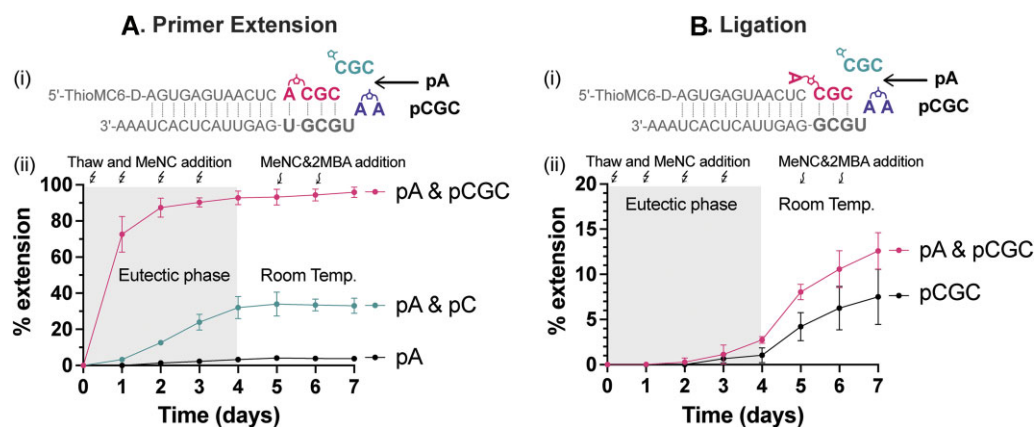 A. Primer Extension
(i)
CGC
pA
5'-ThioMC6-D-AGUGAGUAACUC A CGC
A A
pCGC
3'-AAAUCACUCAUUGAG-U-GCGU
(ii)
Thaw and MeNC addition
MeNC&2MBA addition
100
80
60
40
20
0
% extension
Eutectic phase
Room Temp.
pA & pCGC
pA & pC
pA
0 1 2 3 4 5 6 7
Time (days)
B. Ligation
(i)
CGC
pA
A
5'-ThioMC6-D-AGUGAGUAACUC CGC
A A
pCGC
3'-AAAUCACUCAUUGAG-GCGU
(ii)
Thaw and MeNC addition
MeNC&2MBA addition
20
15
10
5
0
% extension
Eutectic phase
Room Temp.
pA & pCGC
pCGC
0 1 2 3 4 5 6 7
Time (days)